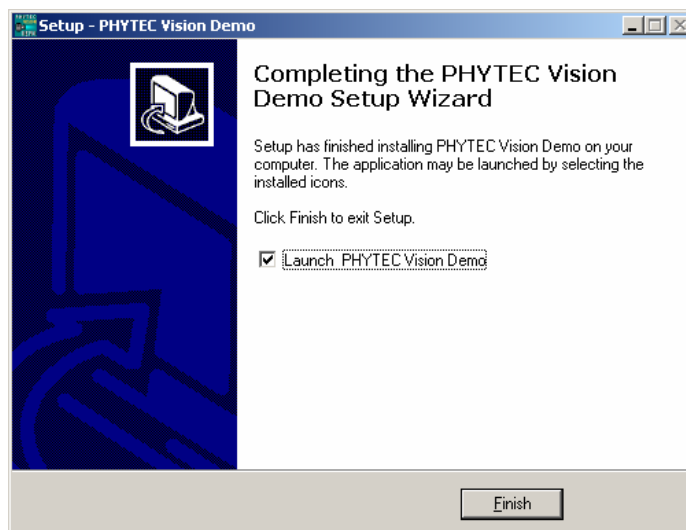 Setup - PHYTEC Vision Demo
Completing the PHYTEC Vision
Demo Setup Wizard
Setup has finished installing PHYTEC Vision Demo on your
computer. The application may be launched by selecting the
installed icons.
Click Finish to exit Setup.
Launch PHYTEC Vision Demo
Finish